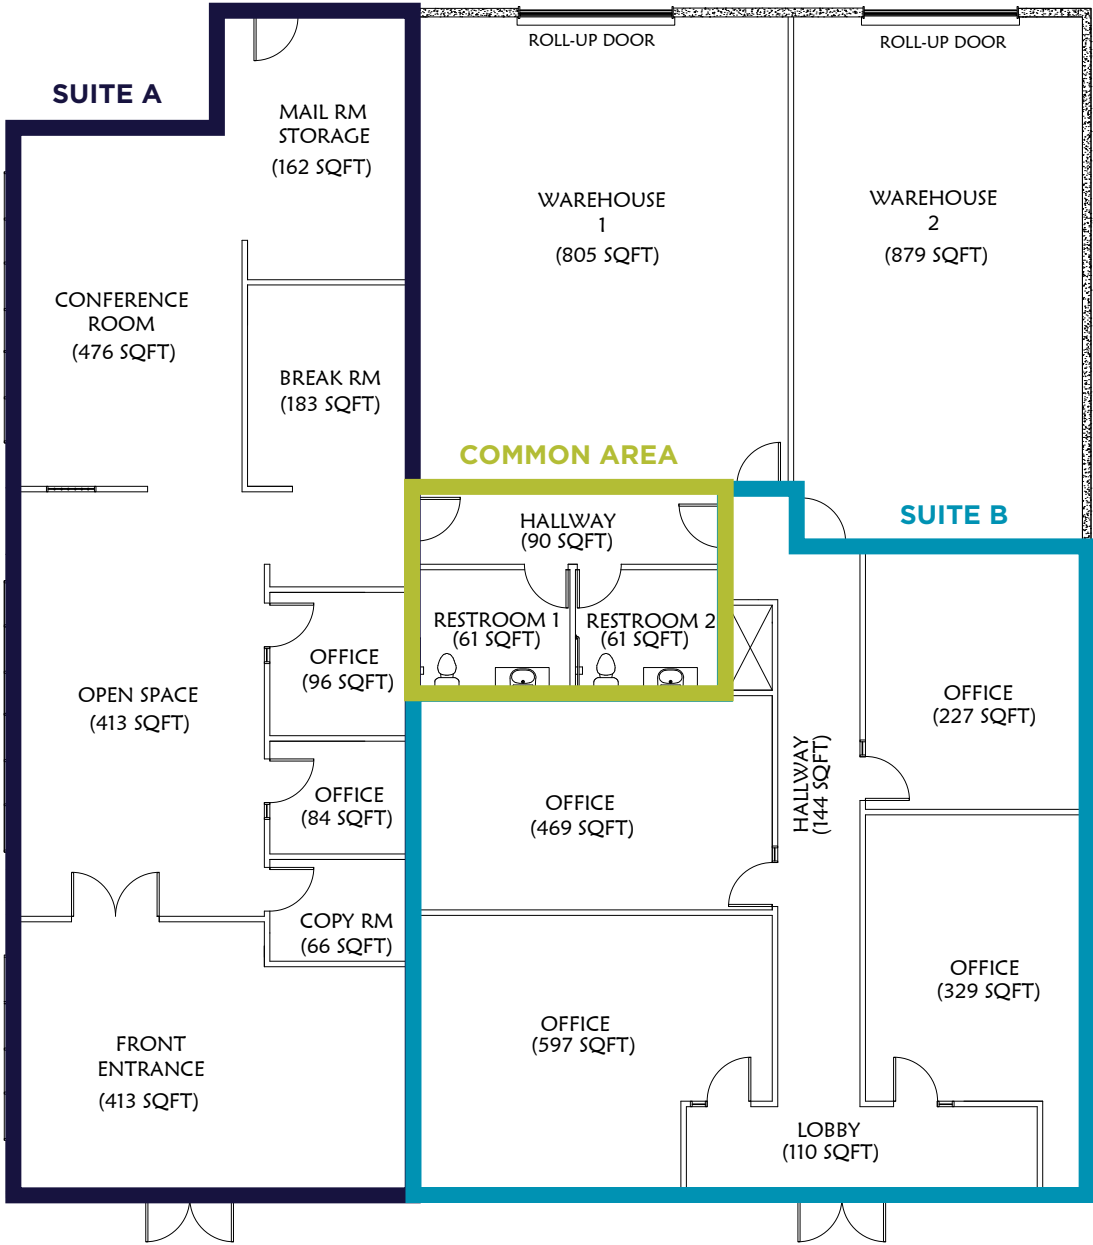 SUITE A
MAIL RM
STORAGE
(162 SQFT)
CONFERENCE
ROOM
(476 SQFT)
BREAK RM
(183 SQFT)
OPEN SPACE
(413 SQFT)
OFFICE
(96 SQFT)
OFFICE
(84 SQFT)
COPY RM
(66 SQFT)
FRONT
ENTRANCE
(413 SQFT)
ROLL-UP DOOR
WAREHOUSE
1
(805 SQFT)
ROLL-UP DOOR
WAREHOUSE
2
(879 SQFT)
COMMON AREA
HALLWAY
(90 SQFT)
RESTROOM 1
(61 SQFT)
RESTROOM 2
(61 SQFT)
SUITE B
OFFICE
(227 SQFT)
HALLWAY
(144 SQFT)
OFFICE
(469 SQFT)
OFFICE
(329 SQFT)
OFFICE
(597 SQFT)
LOBBY
(110 SQFT)